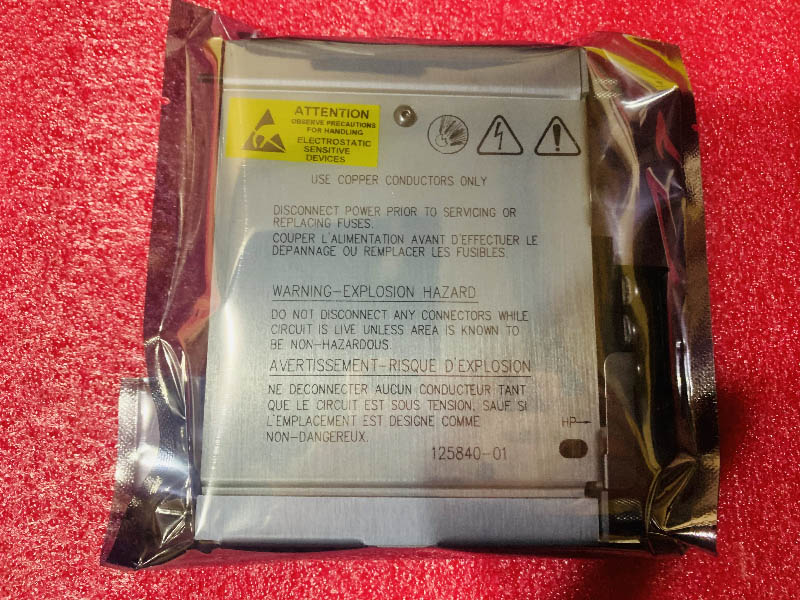 ATTENTION
OBSERVE PRECAUTIONS
FOR HANDLING
ELECTROSTATIC
SENSITIVE
DEVICES
USE COPPER CONDUCTORS ONLY
DISCONNECT POWER PRIOR TO SERVICING OR
REPLACING FUSES.
COUPER L'ALIMENTATION AVANT D'EFFECTUER LE
DEPANNAGE OU REMPLACER LES FUSIBLES.
WARNING-EXPLOSION HAZARD
DO NOT DISCONNECT ANY CONNECTORS WHILE
CIRCUIT IS LIVE UNLESS AREA IS KNOWN TO
BE NON-HAZARDOUS.
AVERTISSEMENT-RISQUE D'EXPLOSION
NE DECONNECTER AUCUN CONDUCTEUR TANT
QUE LE CIRCUIT EST SOUS TENSION, SAUF SI
L'EMPLACEMENT EST DESIGNE COMME
NON-DANGEREUX.
HP
125840-01